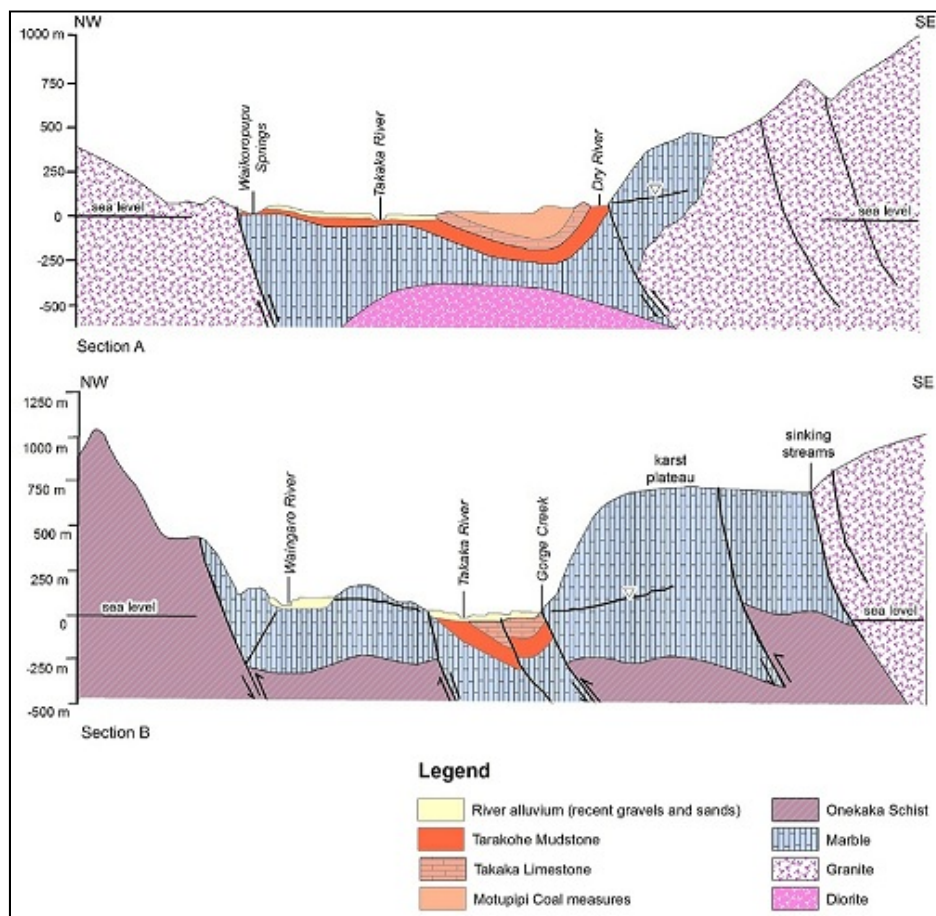 NW
SE
1000 m
750
500
250
0
-250
-500
sea level
Waikoropupu
Springs
Takaka River
Dry River
sea level
Section A
NW
SE
1250 m
1000 m
750 m
500 m
250 m
0
-250 m
-500 m
sea level
Waingaro River
Takaka River
Gorge Creek
karst
plateau
sinking
streams
sea level
Section B
Legend
River alluvium (recent gravels and sands)
Tarakohe Mudstone
Takaka Limestone
Motupipi Coal measures
Onekaka Schist
Marble
Granite
Diorite